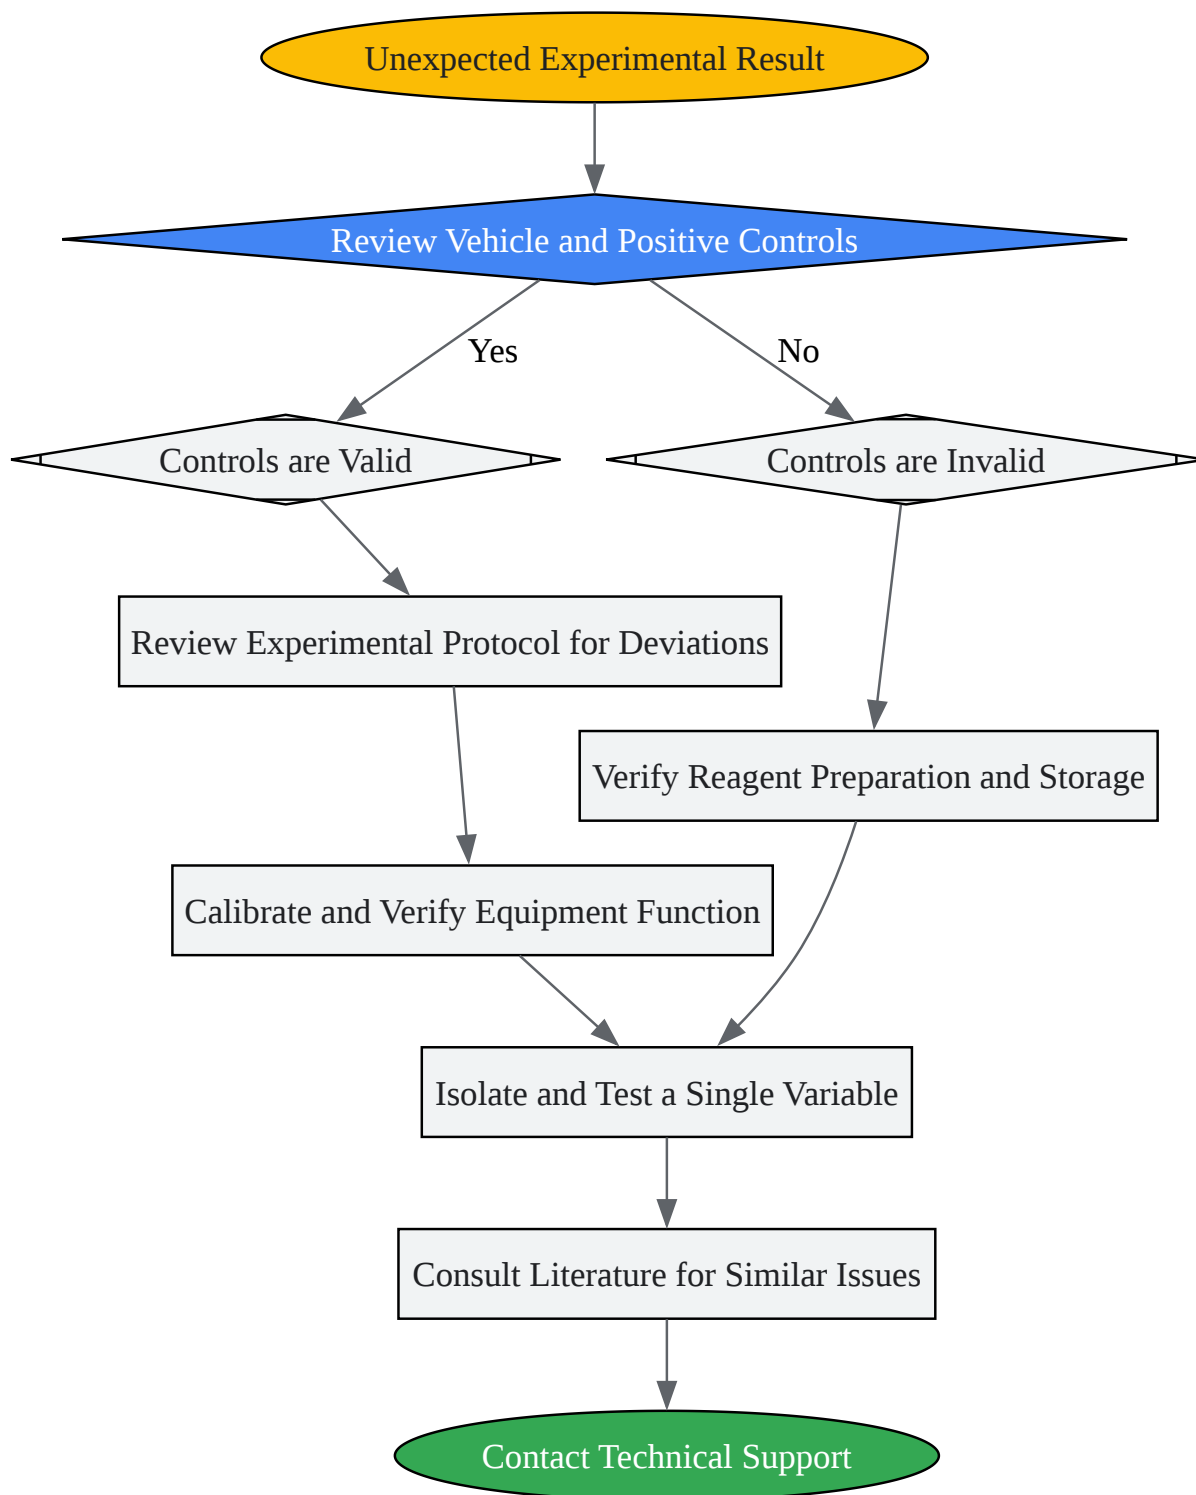 Unexpected Experimental Result
Review Vehicle and Positive Controls
Yes
No
Controls are Valid
Controls are Invalid
Review Experimental Protocol for Deviations
Verify Reagent Preparation and Storage
Calibrate and Verify Equipment Function
Isolate and Test a Single Variable
Consult Literature for Similar Issues
Contact Technical Support